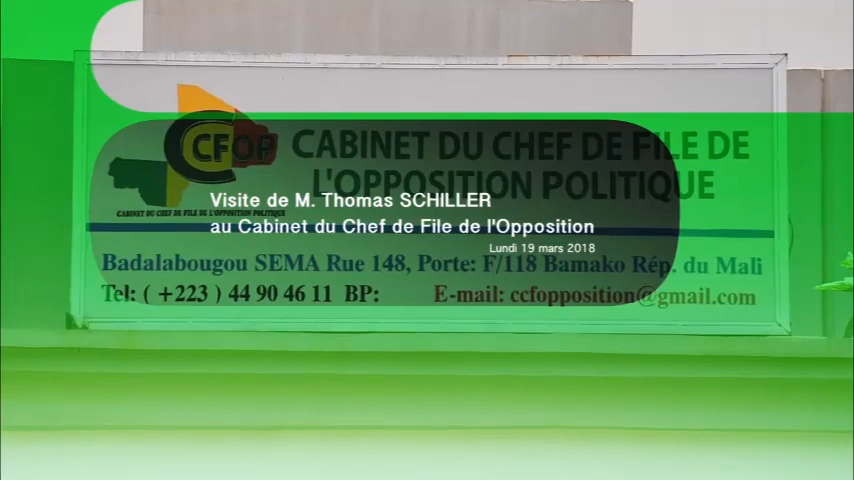 CFOP
CABINET DU CHEF DE FILE DE
L'OPPOSITION POLITIQUE
CABINET DU CHEF DE FILE DE L'OPPOSITION POLITIQUE
Visite de M. Thomas SCHILLER
au Cabinet du Chef de File de l'Opposition
Lundi 19 mars 2018
Badalabougou SEMA Rue 148, Porte: F/118 Bamako Rép. du Mali
Tel: ( +223 ) 44 90 46 11 BP: E-mail: ccfopposition@gmail.com